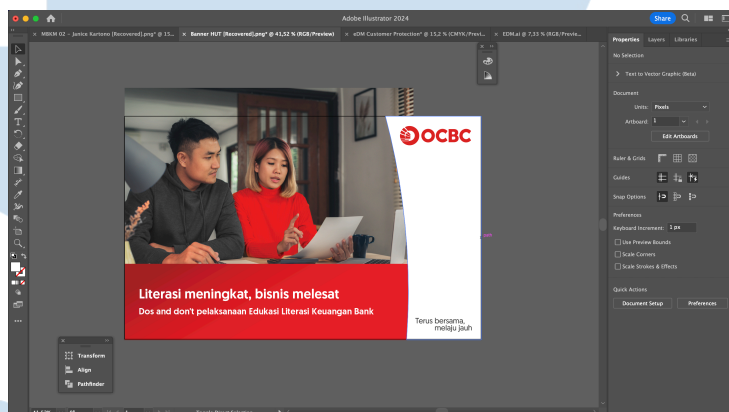 Adobe Illustrator 2024
Share
× MBKM 02 - Janice Kartono [Recovered].png* @ 15...
× Banner HUT [Recovered].png* @ 41,52 % (RGB/Preview)
× eDM Customer Protection* @ 15,2 % (CMYK/Previ...
× EDM.ai @ 7,33 % (RGB/Previe...
Properties
Layers
Libraries
No Selection
Text to Vector Graphic (Beta)
Document
Units: Pixels
Artboard: 1
Edit Artboards
Ruler & Grids
Guides
Snap Options
Preferences
Keyboard Increment: 1 px
Use Preview Bounds
Scale Corners
Scale Strokes & Effects
Quick Actions
Document Setup
Preferences
OCBC
Literasi meningkat, bisnis melesat
Dos and don't pelaksanaan Edukasi Literasi Keuangan Bank
Terus bersama,
melaju jauh
Transform
Align
Pathfinder